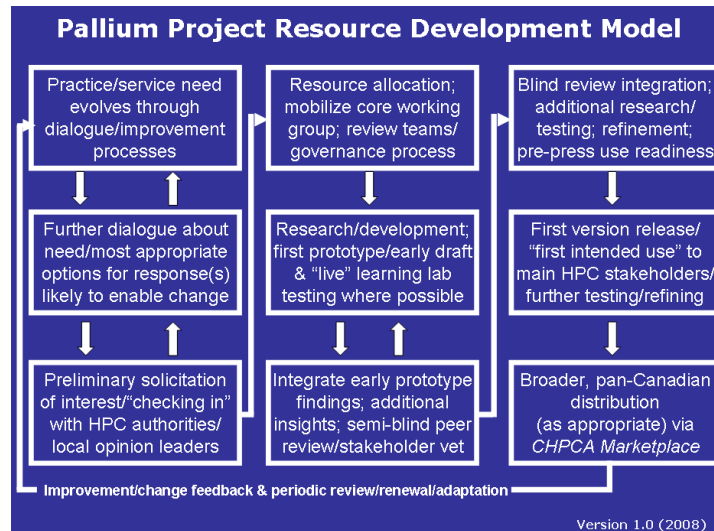 Pallium Project Resource Development Model
Practice/service need
evolves through
dialogue/improvement
processes
Further dialogue about
need/most appropriate
options for response(s)
likely to enable change
Preliminary solicitation
of interest/“checking in”
with HPC authorities/
local opinion leaders
Resource allocation;
mobilize core working
group; review teams/
governance process
Research/development;
first prototype/early draft
& “live” learning lab
testing where possible
Integrate early prototype
findings; additional
insights; semi-blind peer
review/stakeholder vet
Blind review integration;
additional research/
testing; refinement;
pre-press use readiness
First version release/
“first intended use” to
main HPC stakeholders/
further testing/refining
Broader, pan-Canadian
distribution
(as appropriate) via
CHPCA Marketplace
Improvement/change feedback & periodic review/renewal/adaptation
Version 1.0 (2008)